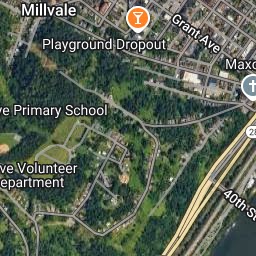 Millvale
Grant Ave
Playground Dropout
Maxo
ve Primary School
ve Volunteer
epartment
40th St